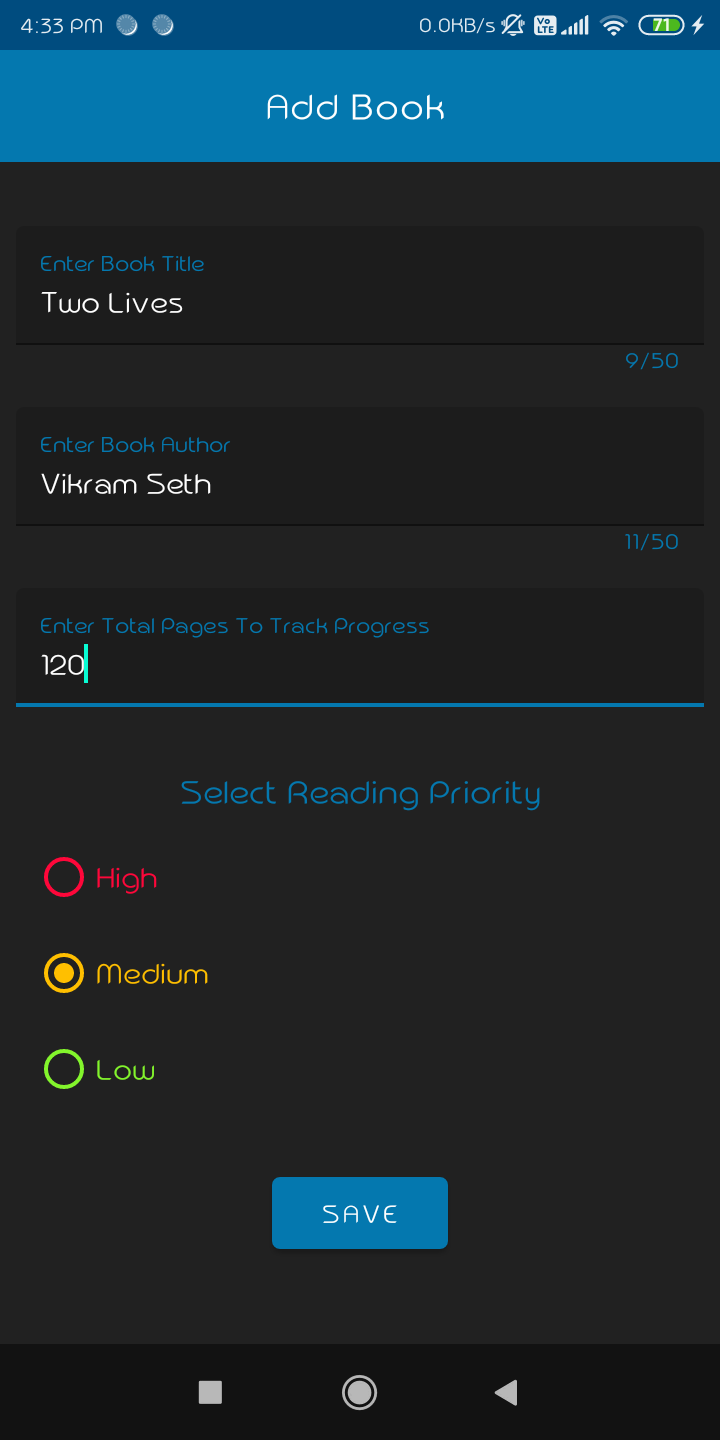 4:33 PM 0.0KB/s Vo LTE 71
Add Book
Enter Book Title
Two Lives
9/50
Enter Book Author
Vikram Seth
11/50
Enter Total Pages To Track Progress
120
Select Reading Priority
High
Medium
Low
SAVE